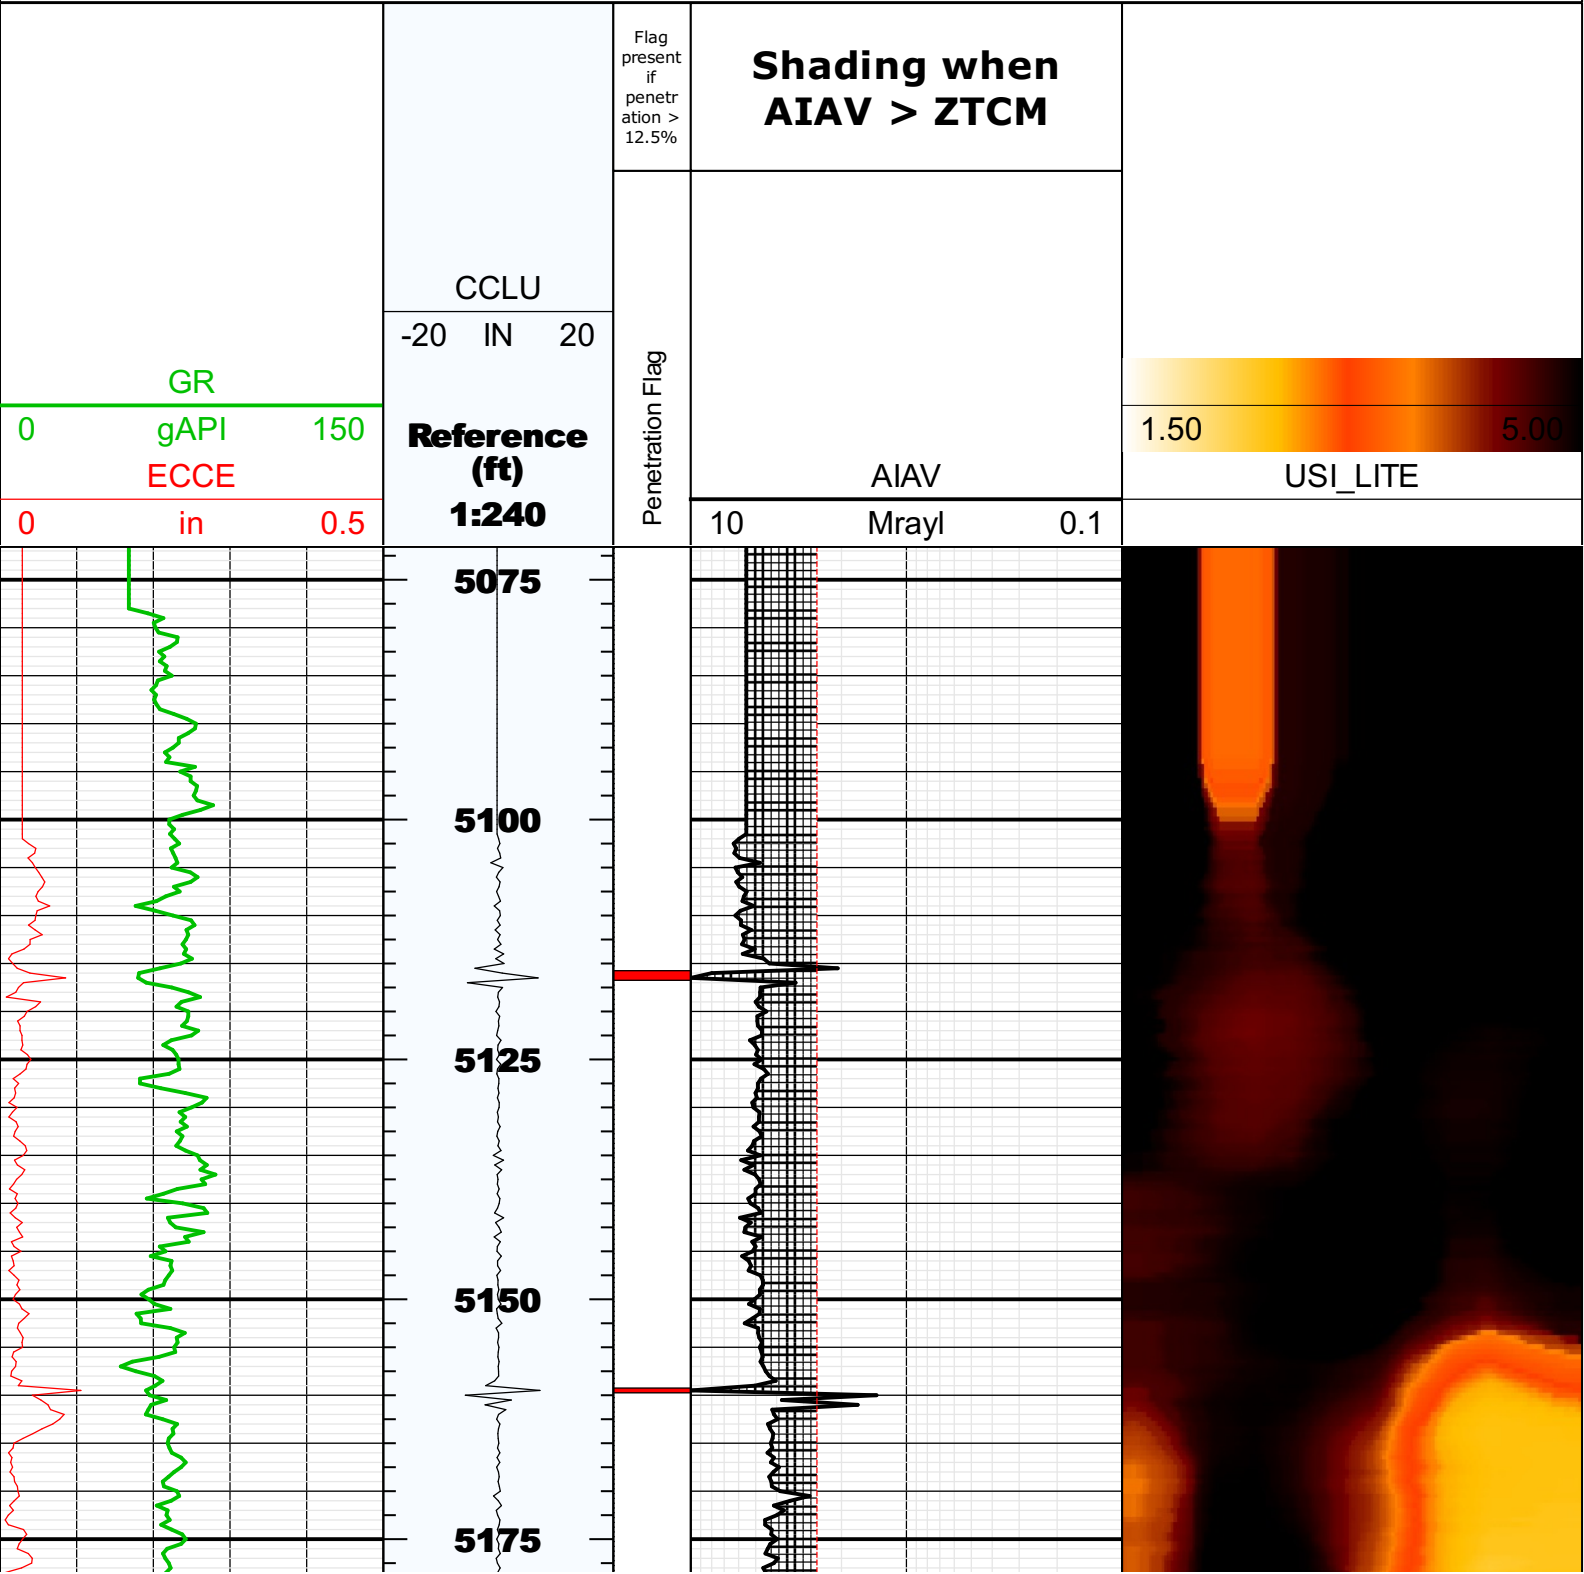 Flag
present
if
penetr
ation >
12.5%
Shading when
AIAV > ZTCM
CCLU
-20 IN 20
GR
0 gAPI 150
ECCE
0 in 0.5
Reference
(ft)
1:240
Penetration Flag
AIAV
10 Mrayl 0.1
1.50 5.00
USI_LITE
5075
5100
5125
5150
5175